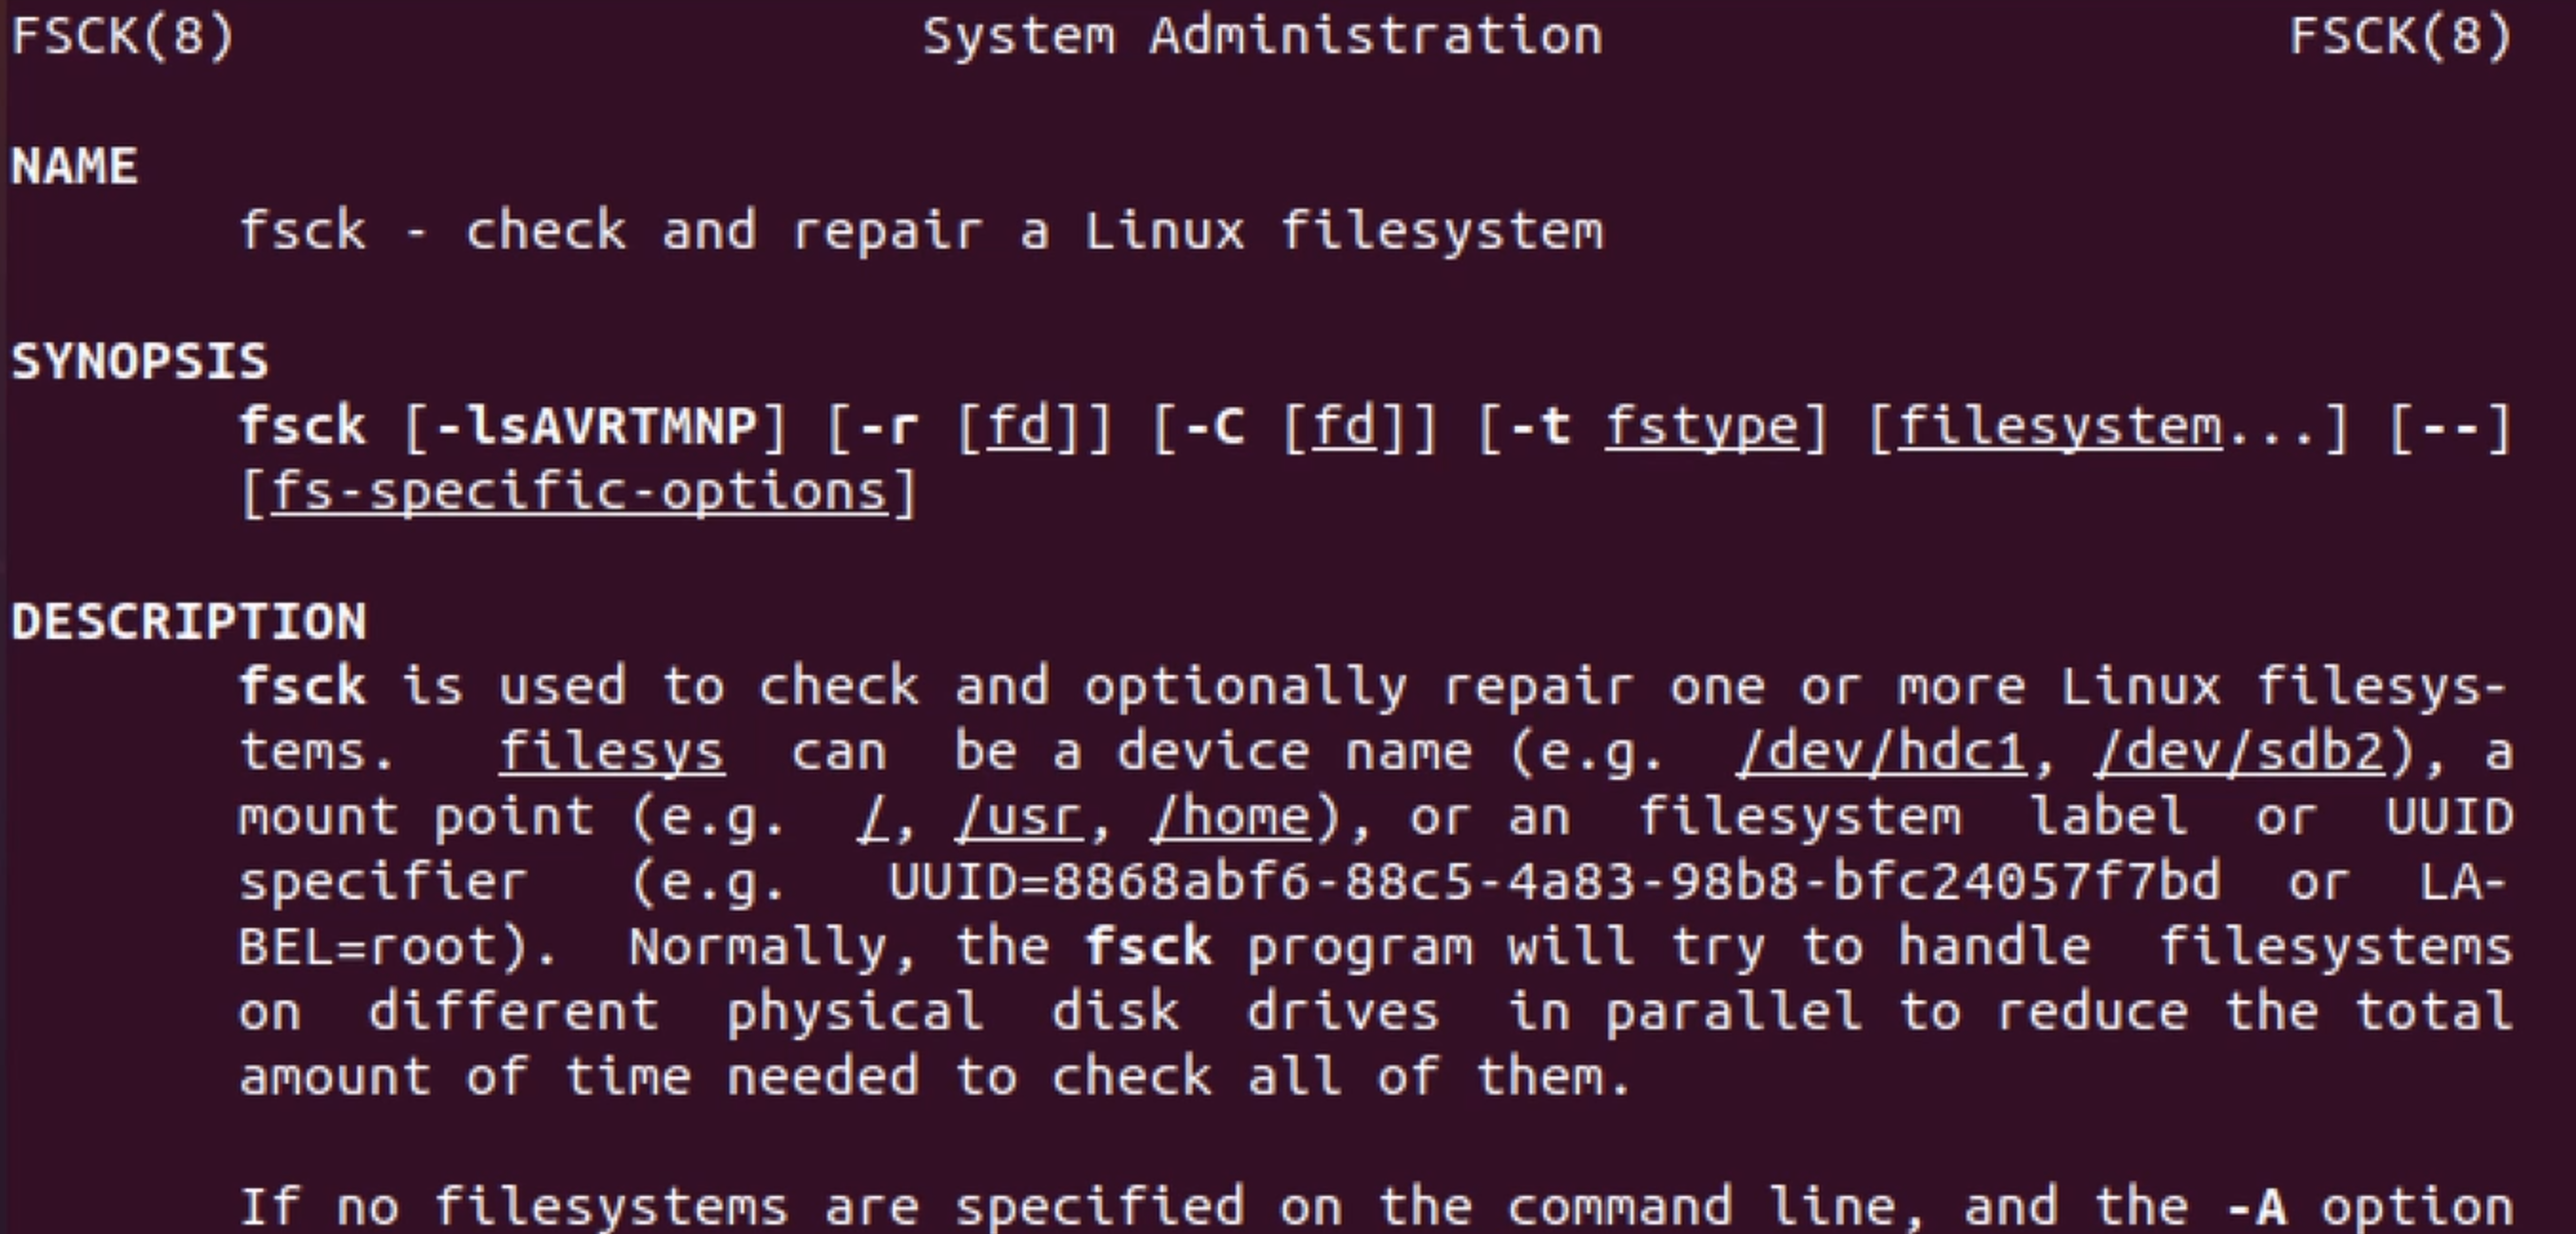 FSCK(8) System Administration FSCK(8)
NAME
fsck - check and repair a Linux filesystem
SYNOPSIS
fsck [-lsAVRTMNP] [-r [fd]] [-C [fd]] [-t fstype] [filesystem...] [--]
[fs-specific-options]
DESCRIPTION
fsck is used to check and optionally repair one or more Linux filesys-
tems. filesys can be a device name (e.g. /dev/hdc1, /dev/sdb2), a
mount point (e.g. /, /usr, /home), or an filesystem label or UUID
specifier (e.g. UUID=8868abf6-88c5-4a83-98b8-bfc24057f7bd or LA-
BEL=root). Normally, the fsck program will try to handle filesystems
on different physical disk drives in parallel to reduce the total
amount of time needed to check all of them.
If no filesystems are specified on the command line, and the -A option